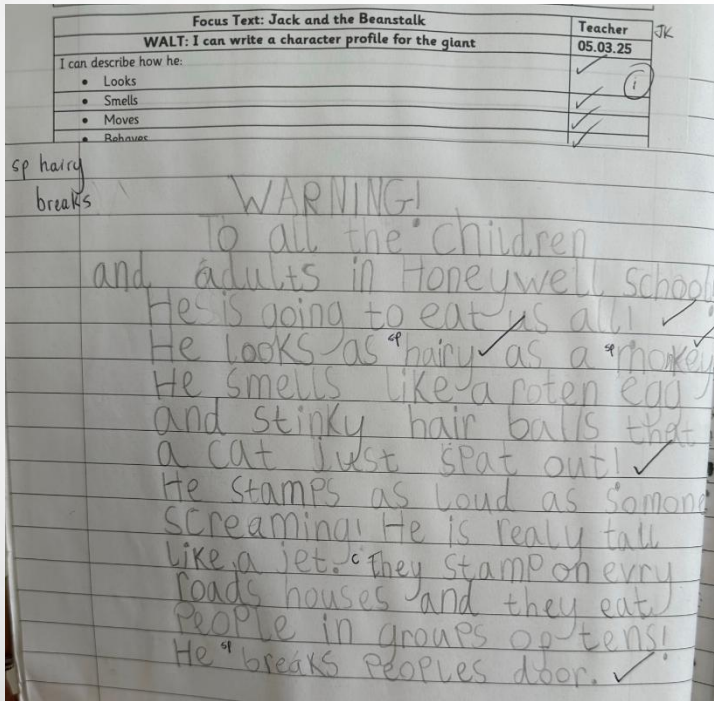 Focus Text: Jack and the Beanstalk
Teacher JK
WALT: I can write a character profile for the giant
05.03.25
I can describe how he:
• Looks
i
• Smells
• Moves
• Behaves
sp hairy
breaks
WARNING!
To all the children
and adults in Honeywell school
He is going to eat us all!
He looks as sp hairy as a sp monkey
He smells like a roten egg
and stinky hair balls that
a cat just spat out!
He stamps as loud as somone
screaming! He is realy tall
like a jet. c they stamp on evry
roads houses and they eat
people in groups of tens!
He sp breaks peoples door.